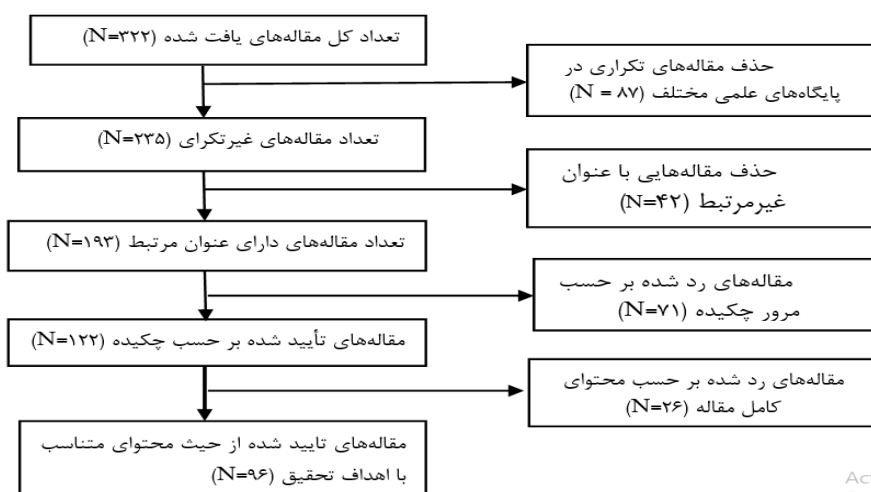 تعداد کل مقاله‌های یافت شده (N=۳۲۲)
حذف مقاله‌های تکراری در
پایگاه‌های علمی مختلف (N = ۸۷)
تعداد مقاله‌های غیرتکرای (N=۲۳۵)
حذف مقاله‌هایی با عنوان
غیرمرتبط (N=۴۲)
تعداد مقاله‌های دارای عنوان مرتبط (N=۱۹۳)
مقاله‌های رد شده بر حسب
مرور چکیده (N=۷۱)
مقاله‌های تأیید شده بر حسب چکیده (N=۱۲۲)
مقاله‌های رد شده بر حسب محتوای
کامل مقاله (N=۲۶)
مقاله‌های تایید شده از حیث محتوای متناسب
با اهداف تحقیق (N=۹۶)